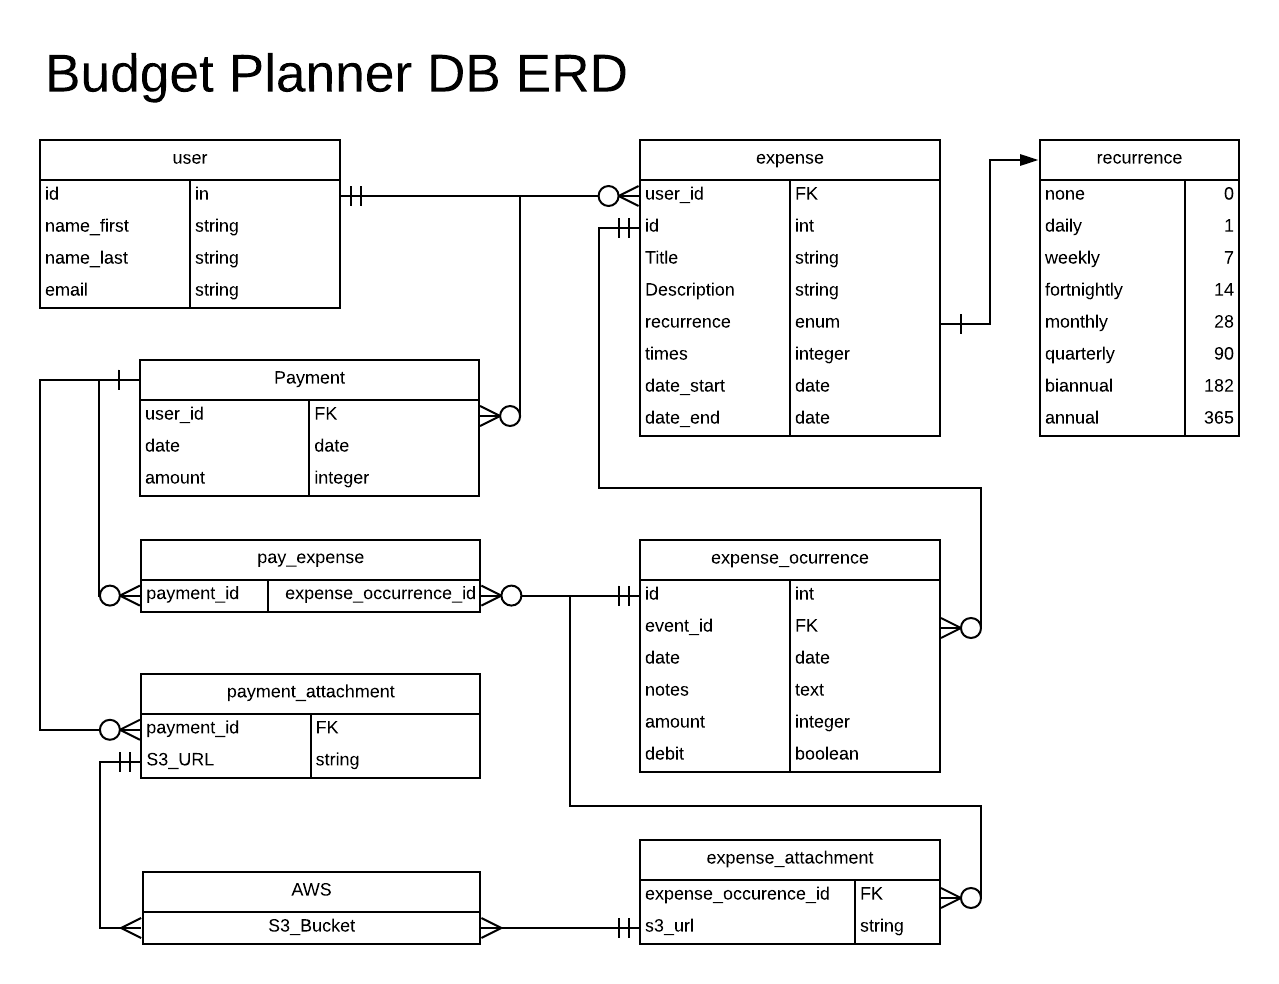 Budget Planner DB ERD
user
id in
name_first string
name_last string
email string
expense
user_id FK
id int
Title string
Description string
recurrence enum
times integer
date_start date
date_end date
recurrence
none 0
daily 1
weekly 7
fortnightly 14
monthly 28
quarterly 90
biannual 182
annual 365
Payment
user_id FK
date date
amount integer
pay_expense
payment_id expense_occurrence_id
expense_ocurrence
id int
event_id FK
date date
notes text
amount integer
debit boolean
payment_attachment
payment_id FK
S3_URL string
AWS
S3_Bucket
expense_attachment
expense_occurence_id FK
s3_url string